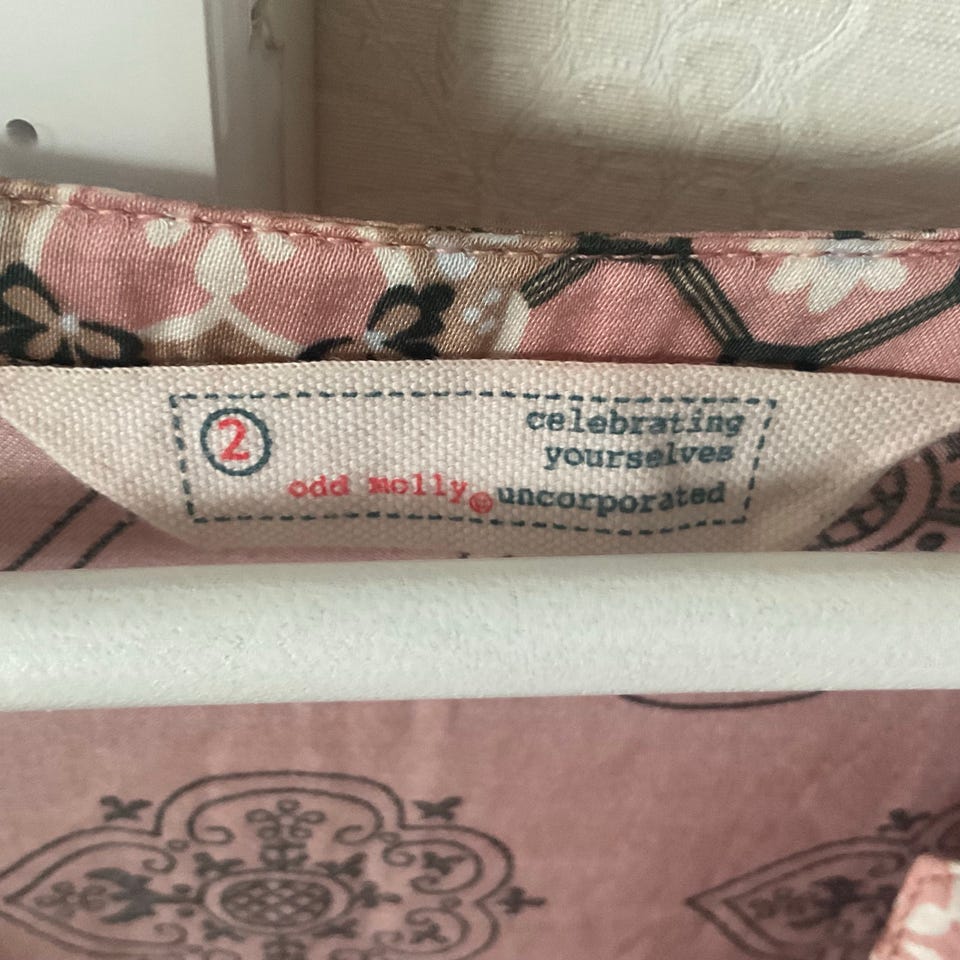 2
celebrating
yourselves
odd molly® uncorporated